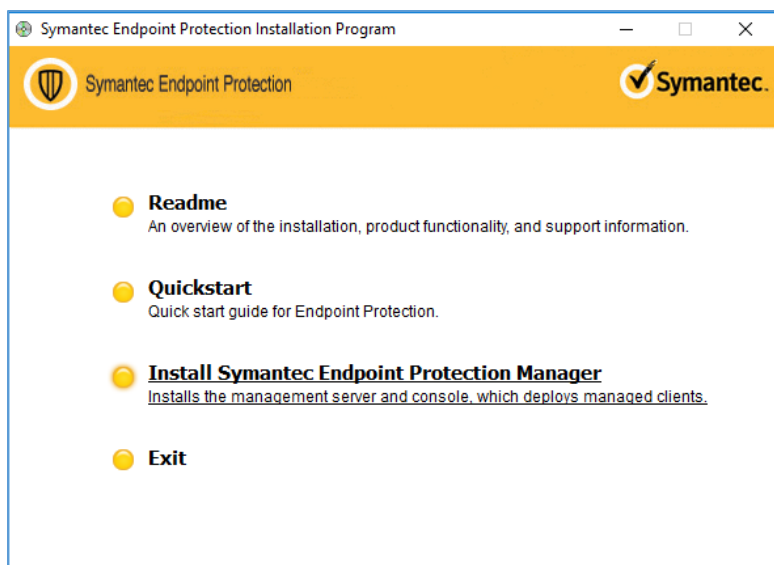 Symantec Endpoint Protection Installation Program
Symantec Endpoint Protection
Symantec.
Readme
An overview of the installation, product functionality, and support information.
Quickstart
Quick start guide for Endpoint Protection.
Install Symantec Endpoint Protection Manager
Installs the management server and console, which deploys managed clients.
Exit